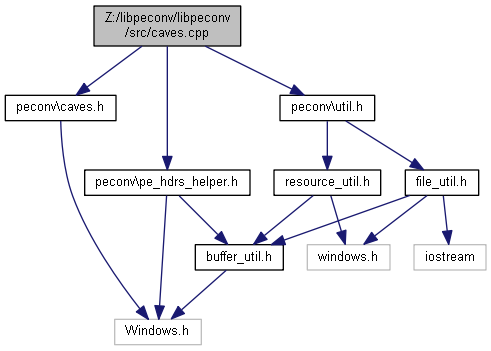 Z:/libpeconv/libpeconv
/src/caves.cpp
peconv\caves.h
peconv\util.h
peconv\pe_hdrs_helper.h
resource_util.h
file_util.h
buffer_util.h
windows.h
iostream
Windows.h